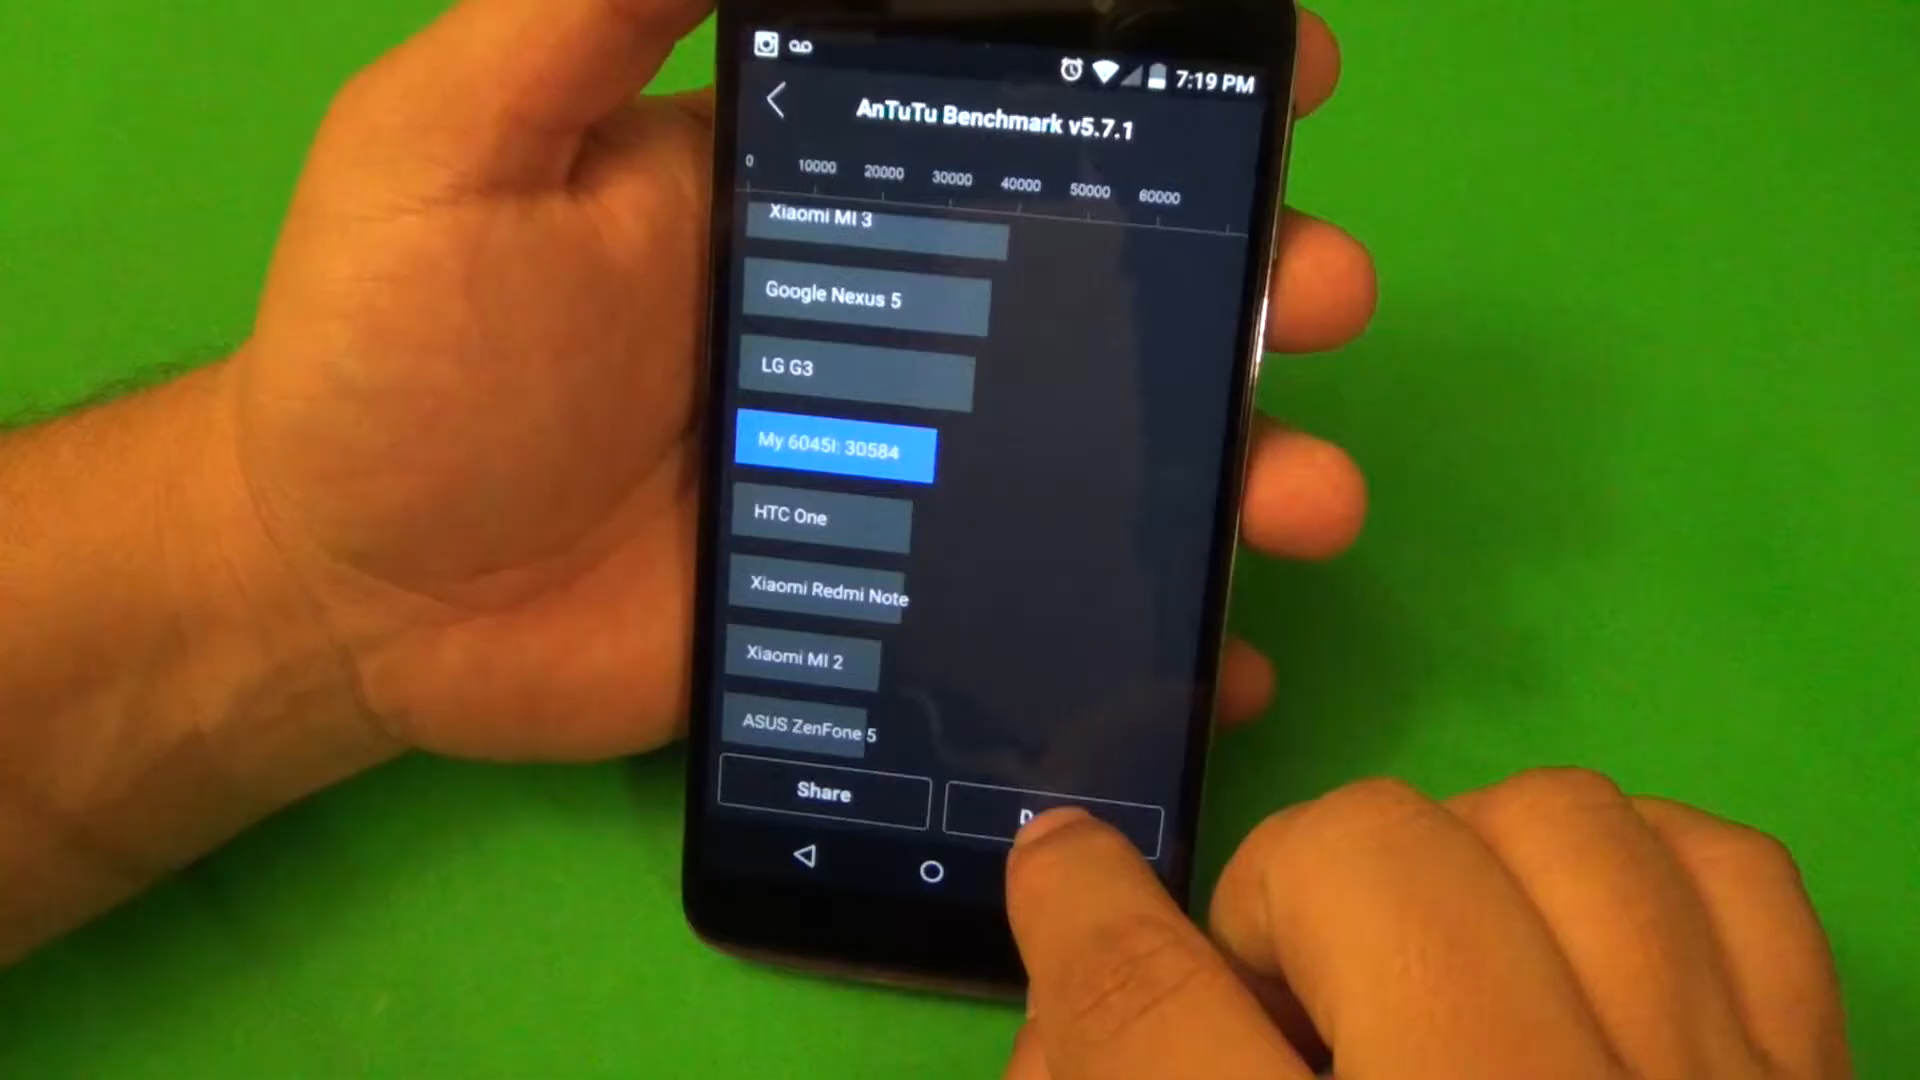 7:19 PM
AnTuTu Benchmark v5.7.1
0 10000 20000 30000 40000 50000 60000
Xiaomi MI 3
Google Nexus 5
LG G3
My 6045I: 30584
HTC One
Xiaomi Redmi Note
Xiaomi MI 2
ASUS ZenFone 5
Share